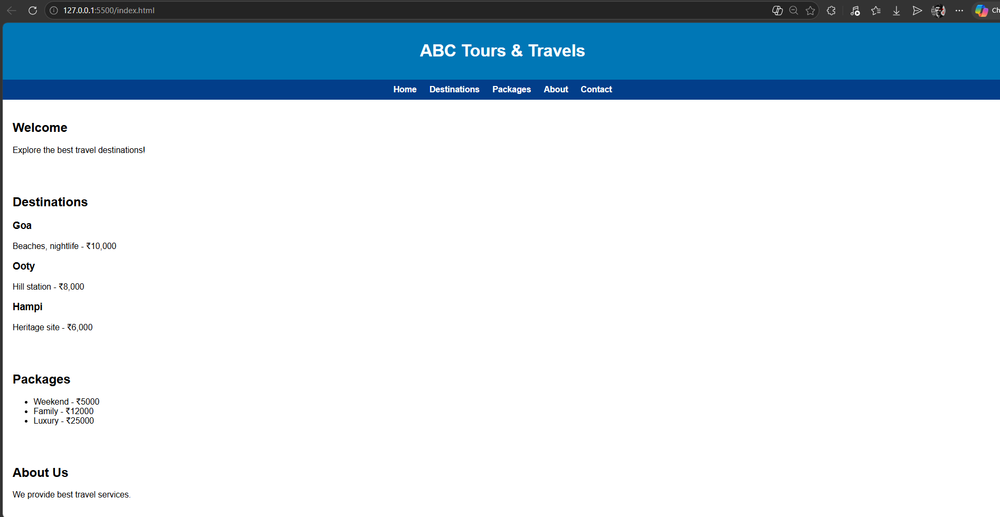 127.0.0.1:5500/index.html
ABC Tours & Travels
Home Destinations Packages About Contact
Welcome
Explore the best travel destinations!
Destinations
Goa
Beaches, nightlife - ₹10,000
Ooty
Hill station - ₹8,000
Hampi
Heritage site - ₹6,000
Packages
• Weekend - ₹5000
• Family - ₹12000
• Luxury - ₹25000
About Us
We provide best travel services.